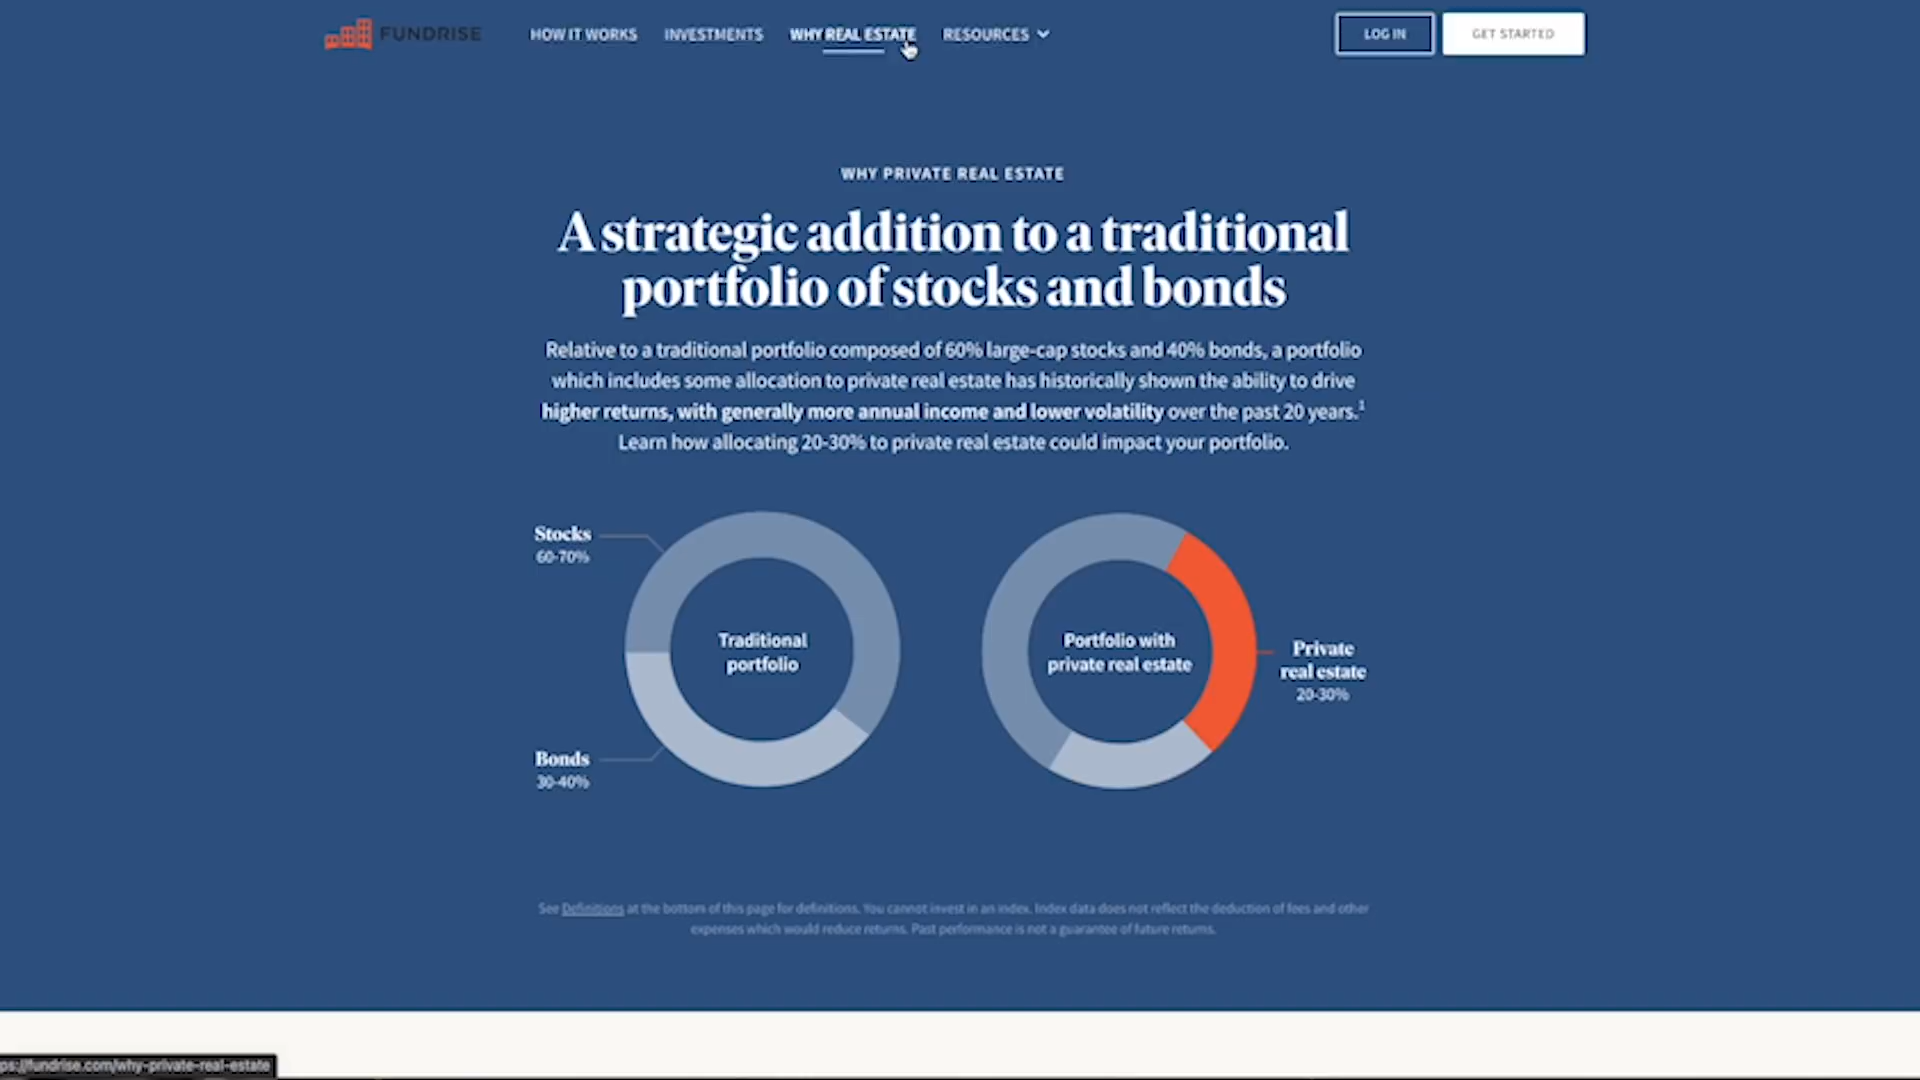 FUNDRISE
HOW IT WORKS
INVESTMENTS
WHY REAL ESTATE
RESOURCES
LOG IN
GET STARTED
WHY PRIVATE REAL ESTATE
A strategic addition to a traditional
portfolio of stocks and bonds
Relative to a traditional portfolio composed of 60% large-cap stocks and 40% bonds, a portfolio
which includes some allocation to private real estate has historically shown the ability to drive
higher returns, with generally more annual income and lower volatility over the past 20 years.1
Learn how allocating 20-30% to private real estate could impact your portfolio.
Stocks
60-70%
Bonds
30-40%
Traditional
portfolio
Portfolio with
private real estate
Private
real estate
20-30%
See Definitions at the bottom of this page for definitions. You cannot invest in an index. Index data does not reflect the deduction of fees and other
expenses which would reduce returns. Past performance is not a guarantee of future returns.
ps://fundrise.com/why-private-real-estate